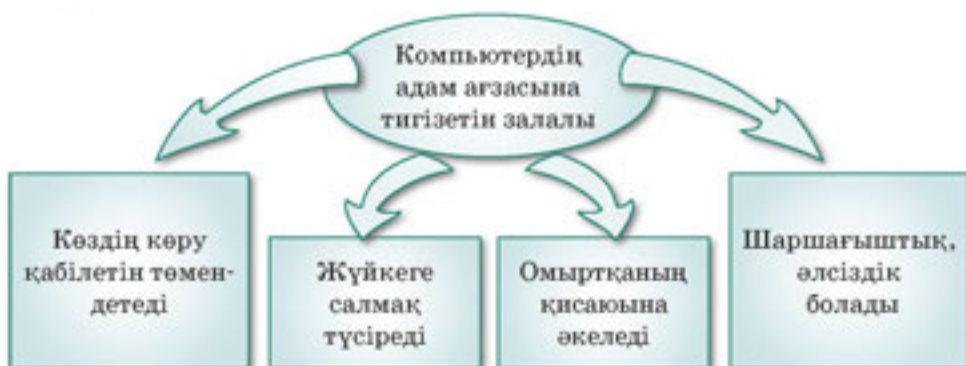 Компьютердің
адам ағзасына
тигізетін залалы
Көздің көру
қабілетін төмен-
детеді
Жүйкеге
салмақ
түсіреді
Омыртқаның
қисаюына
әкеледі
Шаршағыштық,
әлсіздік
болады